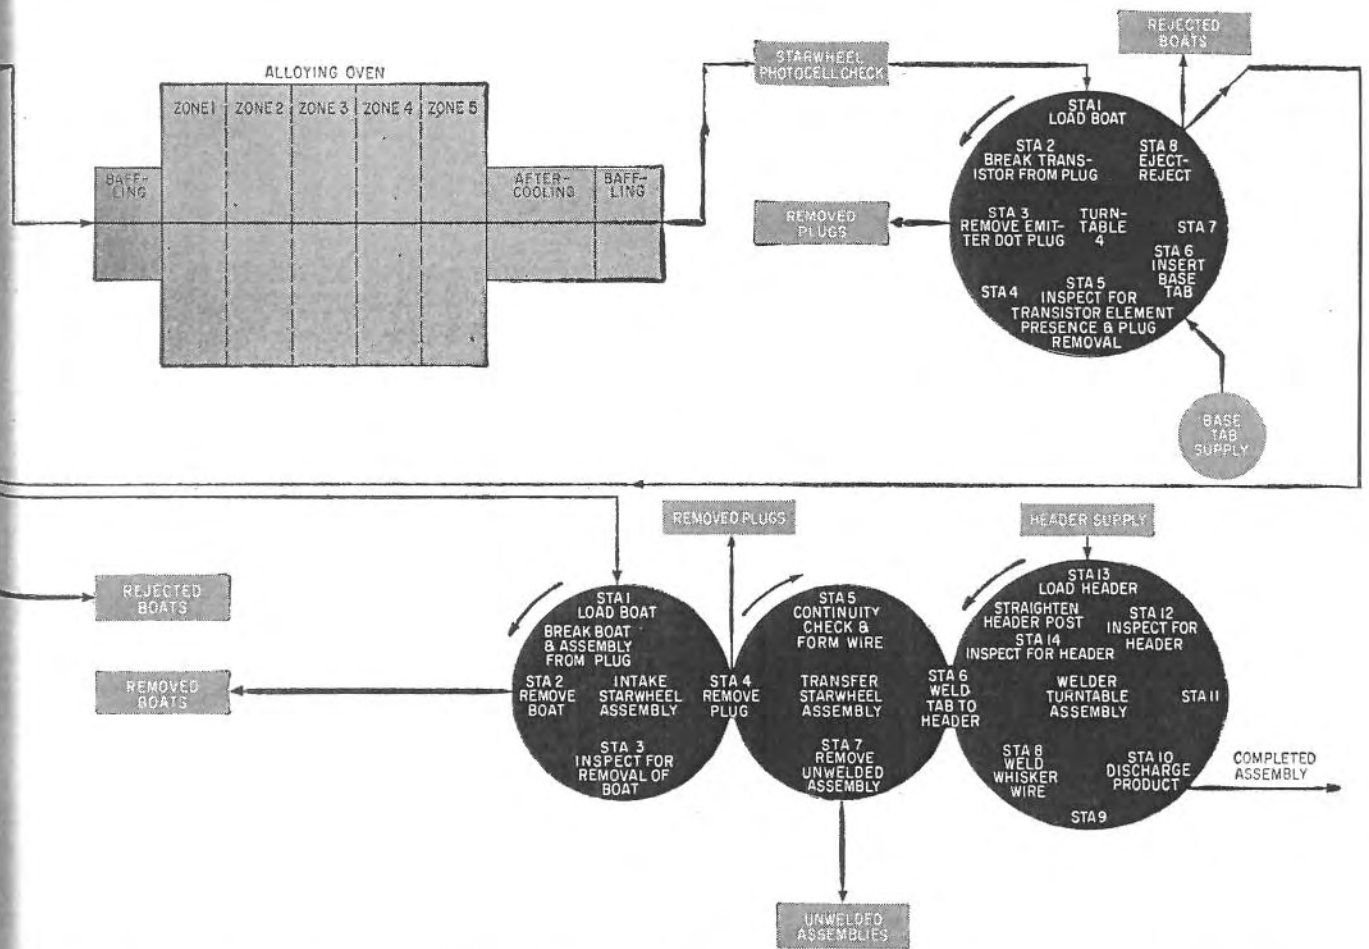 ALLOYING OVEN
ZONE 1
ZONE 2
ZONE 3
ZONE 4
ZONE 5
BAFF-
LING
AFTER-
COOLING
BAFF-
LING
STARWHEEL
PHOTOCELL CHECK
REJECTED
BOATS
STA 1
LOAD BOAT
STA 2
BREAK TRANS-
ISTOR FROM PLUG
STA 8
EJECT-
REJECT
REMOVED
PLUGS
STA 3
REMOVE EMIT-
TER DOT PLUG
TURN-
TABLE
4
STA 7
STA 6
INSERT
BASE
TAB
STA 4
STA 5
INSPECT FOR
TRANSISTOR ELEMENT
PRESENCE & PLUG
REMOVAL
BASE
TAB
SUPPLY
REMOVED PLUGS
HEADER SUPPLY
REJECTED
BOATS
REMOVED
BOATS
STA 1
LOAD BOAT
BREAK BOAT
& ASSEMBLY
FROM PLUG
STA 2
REMOVE
BOAT
INTAKE
STARWHEEL
ASSEMBLY
STA 3
INSPECT FOR
REMOVAL OF
BOAT
STA 4
REMOVE
PLUG
STA 5
CONTINUITY
CHECK &
FORM WIRE
TRANSFER
STARWHEEL
ASSEMBLY
STA 7
REMOVE
UNWELDED
ASSEMBLY
STA 6
WELD
TAB TO
HEADER
STA 13
LOAD HEADER
STRAIGHTEN
HEADER POST
STA 14
INSPECT FOR HEADER
STA 12
INSPECT FOR
HEADER
WELDER
TURNTABLE
ASSEMBLY
STA 11
STA 8
WELD
WHISKER
WIRE
STA 10
DISCHARGE
PRODUCT
STA 9
COMPLETED
ASSEMBLY
UNWELDED
ASSEMBLIES